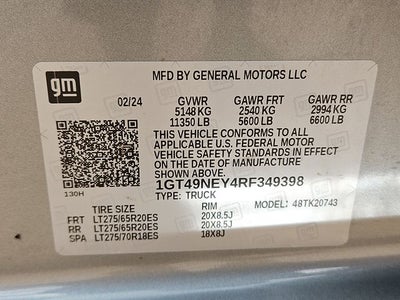 gm
MFD BY GENERAL MOTORS LLC
02/24 GVWR GAWR FRT GAWR RR
5148 KG 2540 KG 2994 KG
11350 LB 5600 LB 6600 LB
THIS VEHICLE CONFORMS TO ALL
APPLICABLE U.S. FEDERAL MOTOR
VEHICLE SAFETY STANDARDS IN EFFECT
ON THE DATE OF MANUFACTURE
SHOWN ABOVE.
1GT49NEY4RF349398
130H TYPE: TRUCK MODEL: 48TK20743
TIRE SIZE RIM
FRT LT275/65R20ES 20X8.5J
RR LT275/65R20ES 20X8.5J
SPA LT275/70R18ES 18X8J